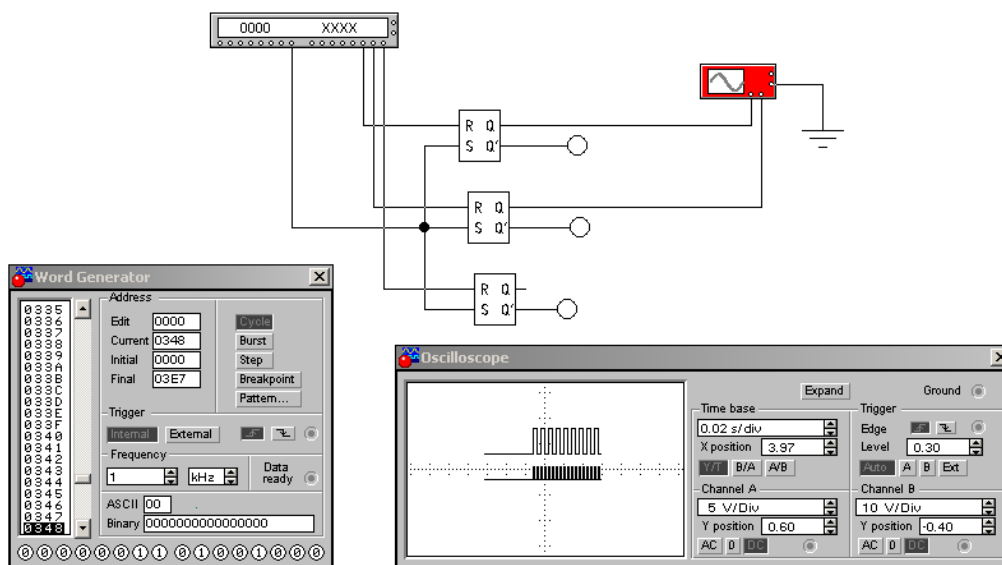 0000 XXXX
R Q
S Q'
R Q
S Q'
R Q
S Q'
Word Generator
0335
0336
0337
0338
0339
033A
033B
033C
033D
033E
033F
0340
0341
0342
0343
0344
0345
0346
0347
0348
Address
Edit 0000
Current 0348
Initial 0000
Final 03E7
Cycle
Burst
Step
Breakpoint
Pattern...
Trigger
Internal External
Frequency
1 kHz
Data
ready
ASCII 00
Binary 0000000000000000
0 0 0 0 0 0 1 1 0 1 0 0 1 0 0 0
Oscilloscope
Expand Ground
Time base
0.02 s/div
X position 3.97
Y/T B/A A/B
Trigger
Edge
Level 0.30
Auto A B Ext
Channel A
5 V/Div
Y position 0.60
AC 0 DC
Channel B
10 V/Div
Y position -0.40
AC 0 DC